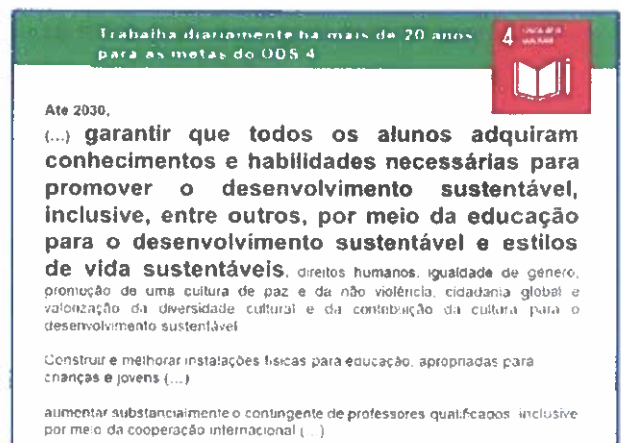 Trabalha diariamente há mais de 20 anos
para as metas do ODS 4
4
Ate 2030,
(...) garantir que todos os alunos adquiram
conhecimentos e habilidades necessárias para
promover o desenvolvimento sustentável,
inclusive, entre outros, por meio da educação
para o desenvolvimento sustentável e estilos
de vida sustentáveis, direitos humanos, igualdade de gênero,
promoção de uma cultura de paz e da não violência, cidadania global e
valorização da diversidade cultural e da contribuição da cultura para o
desenvolvimento sustentável
Construir e melhorar instalações físicas para educação, apropriadas para
crianças e jovens (...)
aumentar substancialmente o contingente de professores qualificados, inclusive
por meio da cooperação internacional (...)